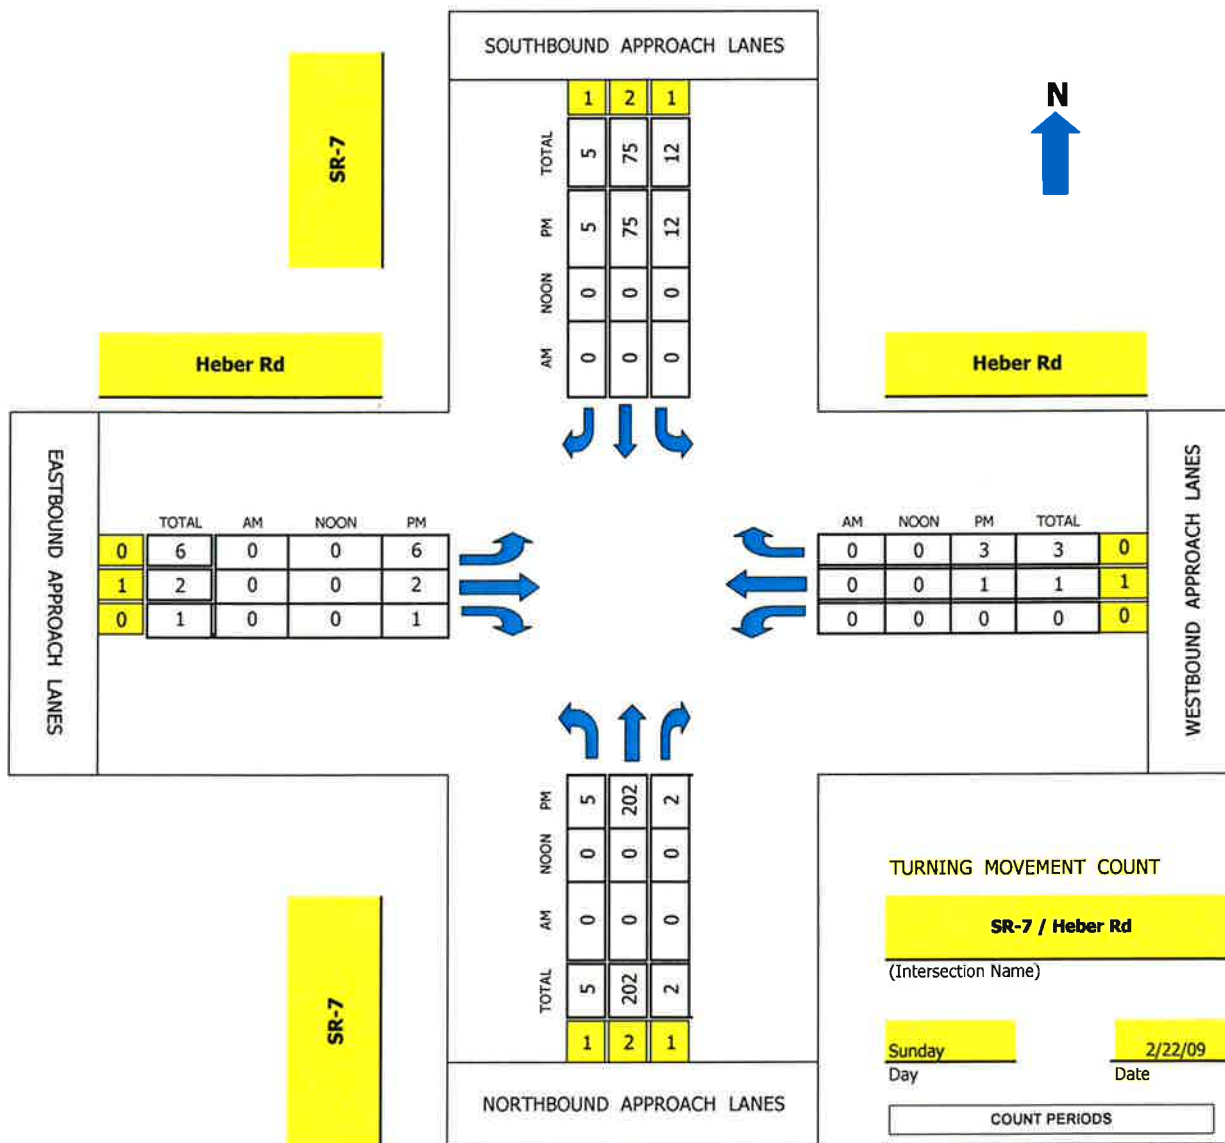 SOUTHBOUND APPROACH LANES
1 2 1
N
SR-7
TOTAL 5 75 12
PM 5 75 12
NOON 0 0 0
AM 0 0 0
Heber Rd
Heber Rd
EASTBOUND APPROACH LANES
TOTAL AM NOON PM
0 6 0 0 6
1 2 0 0 2
0 1 0 0 1
AM NOON PM TOTAL
0 0 3 3 0
0 0 1 1 1
0 0 0 0 0
WESTBOUND APPROACH LANES
PM 5 202 2
NOON 0 0 0
AM 0 0 0
TOTAL 5 202 2
1 2 1
NORTHBOUND APPROACH LANES
SR-7
TURNING MOVEMENT COUNT
SR-7 / Heber Rd
(Intersection Name)
Sunday 2/22/09
Day Date
COUNT PERIODS